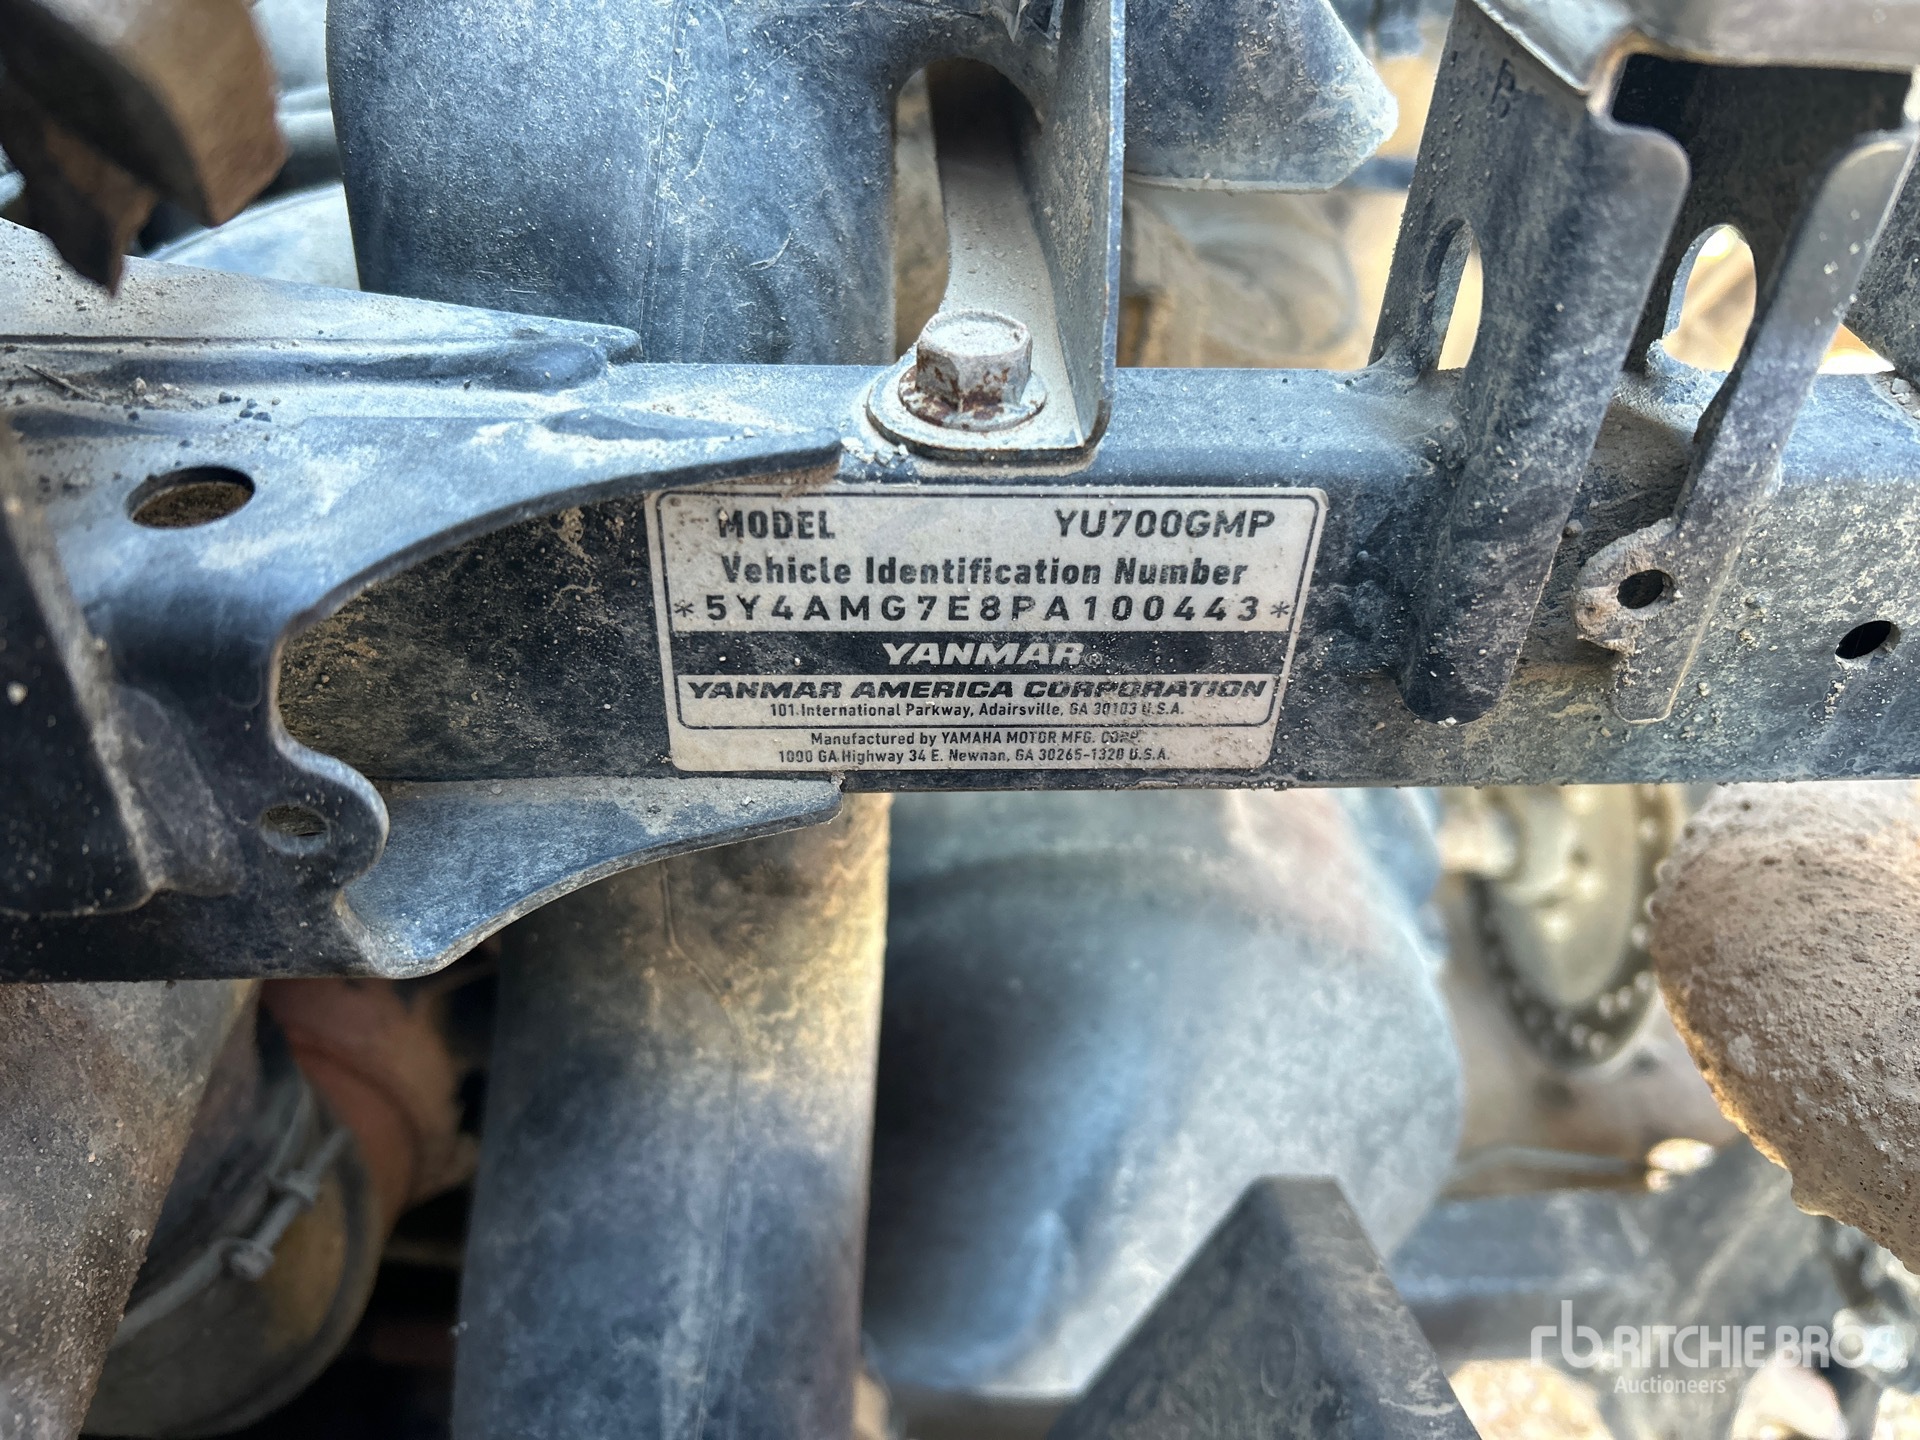 MODEL YU700GMP
Vehicle Identification Number
*5Y4AMG7E8PA100443*
YANMAR®
YANMAR AMERICA CORPORATION
101 International Parkway, Adairsville, GA 30103 U.S.A.
Manufactured by YAMAHA MOTOR MFG. CORP.
1000 GA Highway 34 E. Newnan, GA 30265-1320 U.S.A.
rb RITCHIE BROS.
Auctioneers